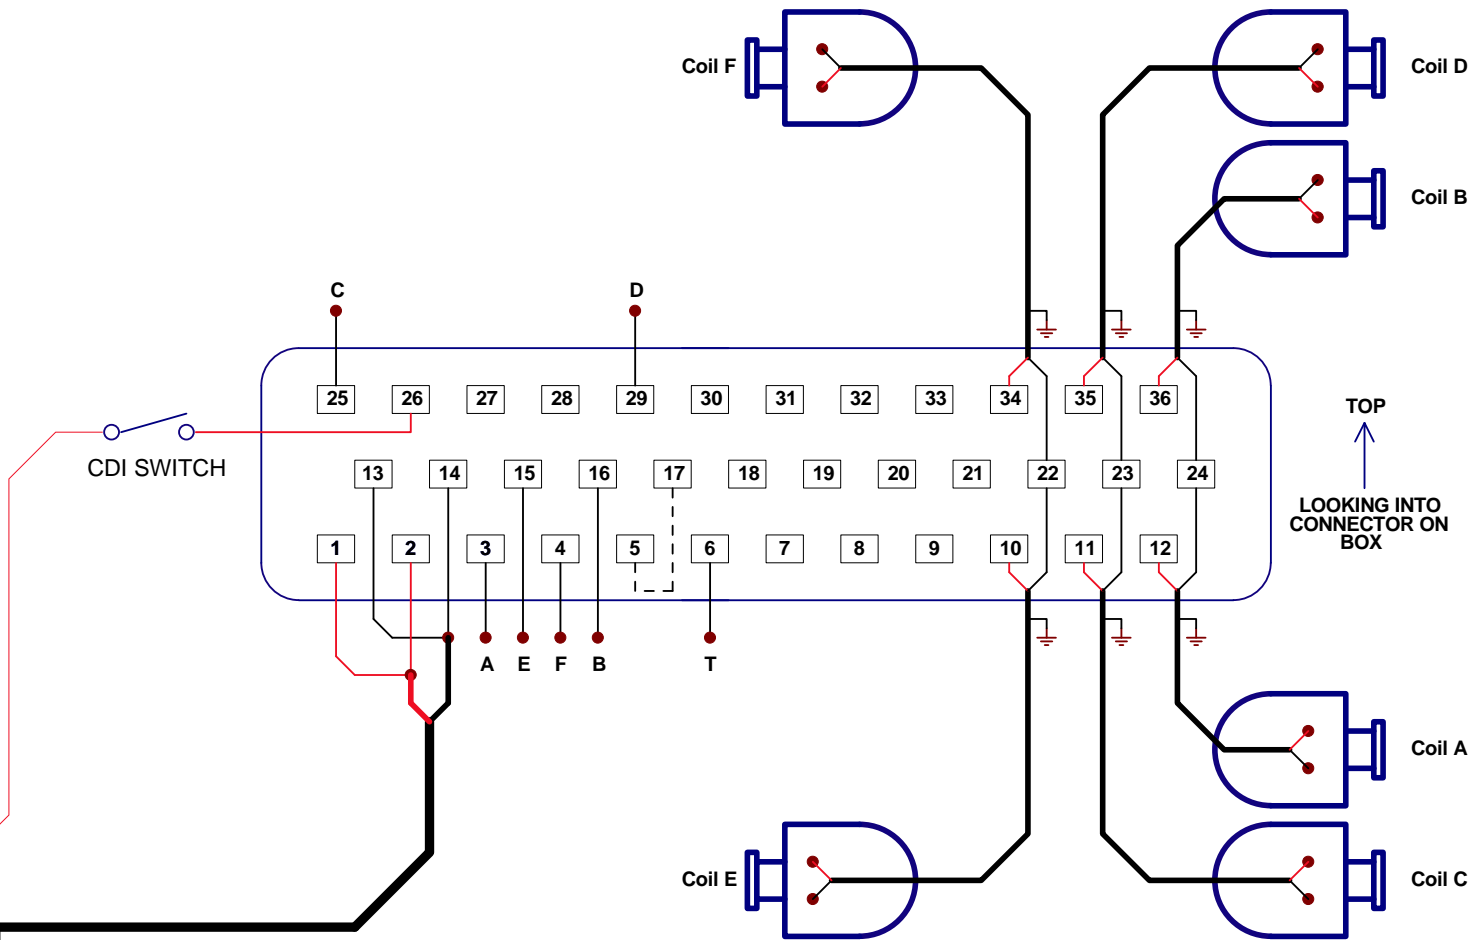 Coil F
Coil D
Coil B
C
D
25 26 27 28 29 30 31 32 33 34 35 36
TOP
CDI SWITCH
13 14 15 16 17 18 19 20 21 22 23 24
LOOKING INTO
CONNECTOR ON
BOX
1 2 3 4 5 6 7 8 9 10 11 12
A E F B T
Coil A
Coil E
Coil C